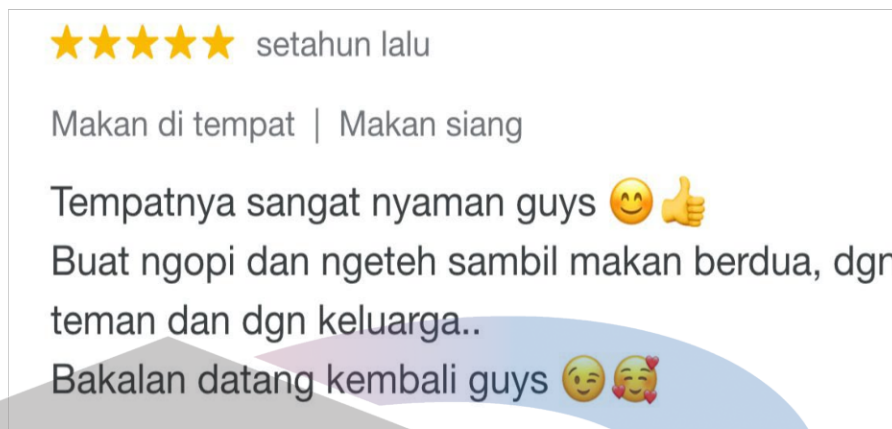 setahun lalu
Makan di tempat | Makan siang
Tempatnya sangat nyaman guys 😊👍
Buat ngopi dan ngeteh sambil makan berdua, dgn
teman dan dgn keluarga..
Bakalan datang kembali guys 😉🥰